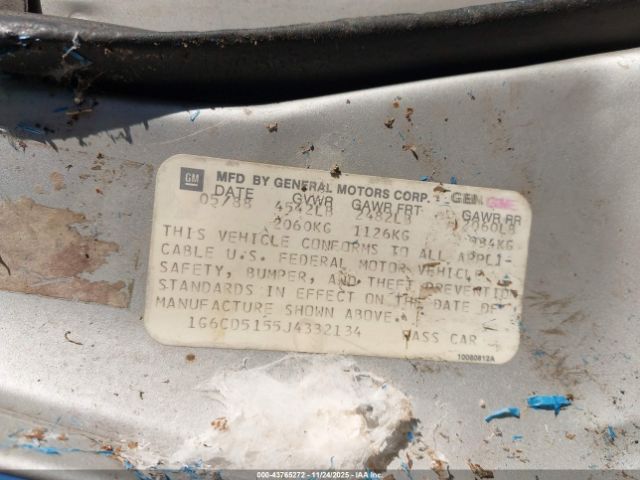 GM
MFD BY GENERAL MOTORS CORP.
DATE GVWR GAWR FRT GAWR RR
05/88 4542LB 2482LB 2060LB
2060KG 1126KG 934KG
THIS VEHICLE CONFORMS TO ALL APPLI-
CABLE U.S. FEDERAL MOTOR VEHICLE
SAFETY, BUMPER, AND THEFT PREVENTION
STANDARDS IN EFFECT ON THE DATE OF
MANUFACTURE SHOWN ABOVE.
1G6CD5155J4332134 PASS CAR
10080812A
000-43765272 - 11/24/2025 - IAAI